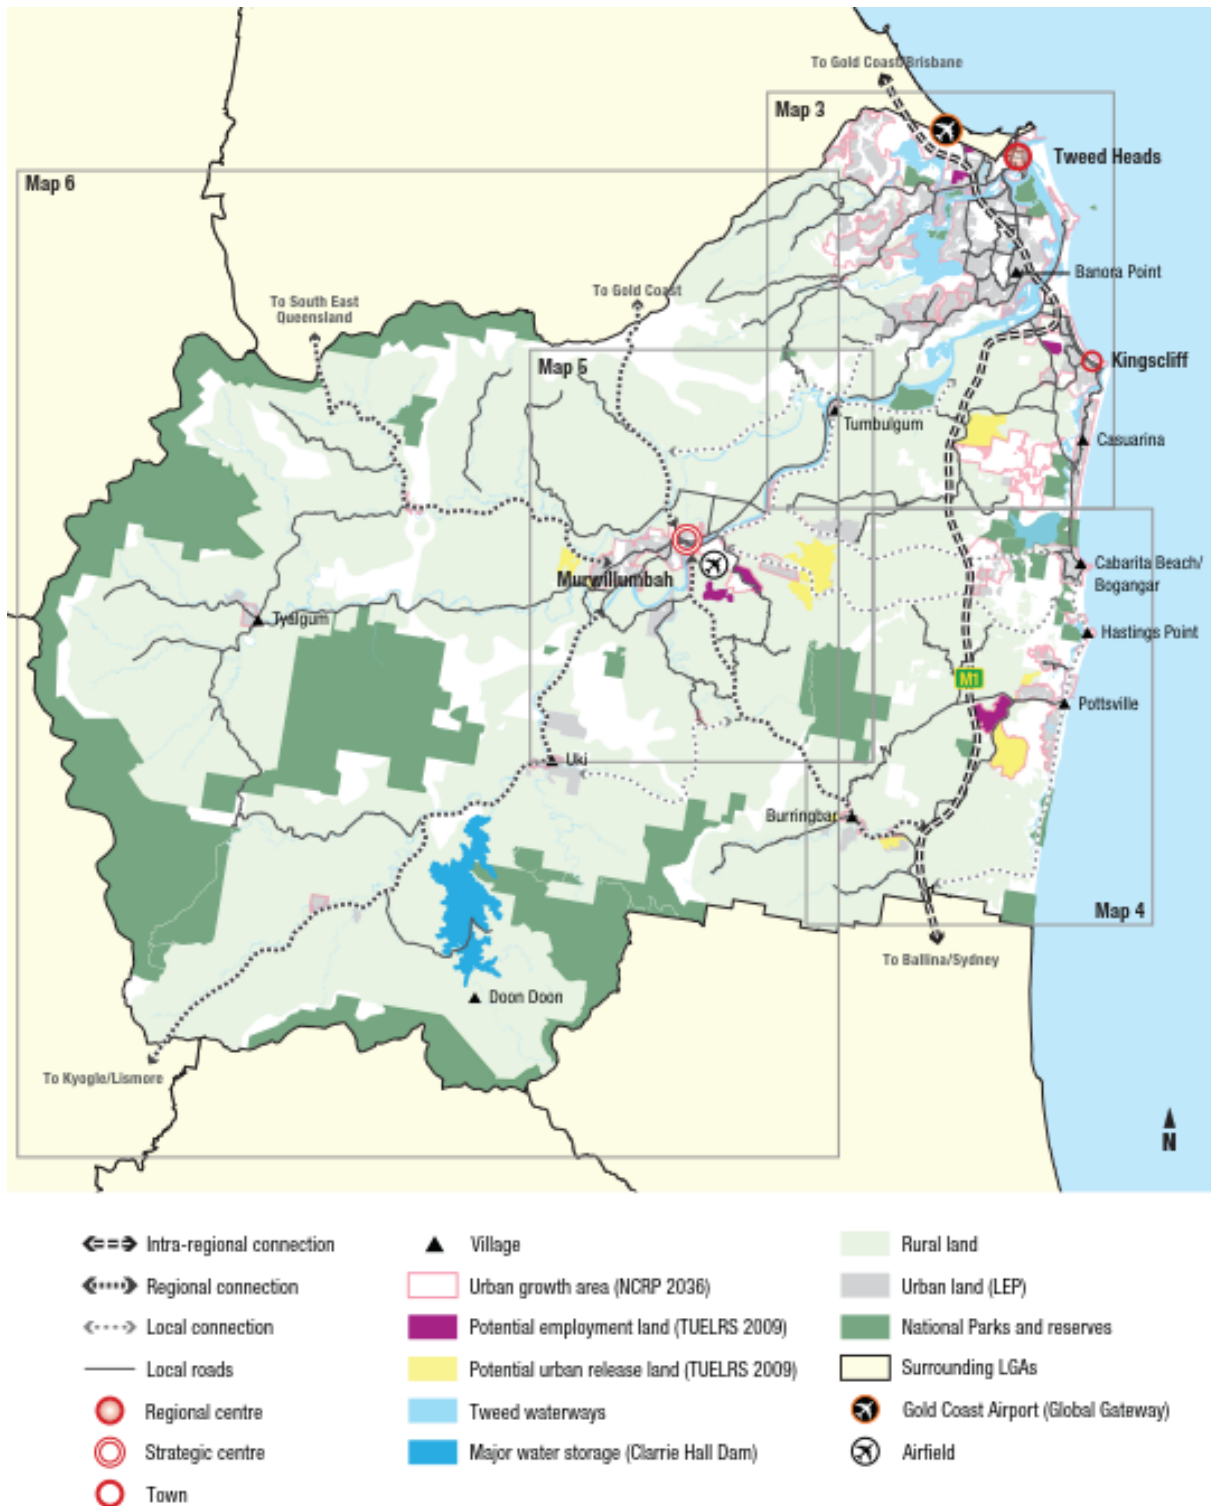 To Gold Coast/Brisbane
Map 3
Tweed Heads
Map 6
Banora Point
To South East
Queensland
To Gold Coast
Map 5
Kingscliff
Tumbulgum
Casuarina
Murwillumbah
Cabarita Beach/
Bogangar
Tyalgum
Hastings Point
M1
Pottsville
Uki
Burringbar
Map 4
To Ballina/Sydney
Doon Doon
To Kyogle/Lismore
N
Intra-regional connection
Regional connection
Local connection
Local roads
Regional centre
Strategic centre
Town
Village
Urban growth area (NCRP 2036)
Potential employment land (TUELRS 2009)
Potential urban release land (TUELRS 2009)
Tweed waterways
Major water storage (Clarrie Hall Dam)
Rural land
Urban land (LEP)
National Parks and reserves
Surrounding LGAs
Gold Coast Airport (Global Gateway)
Airfield